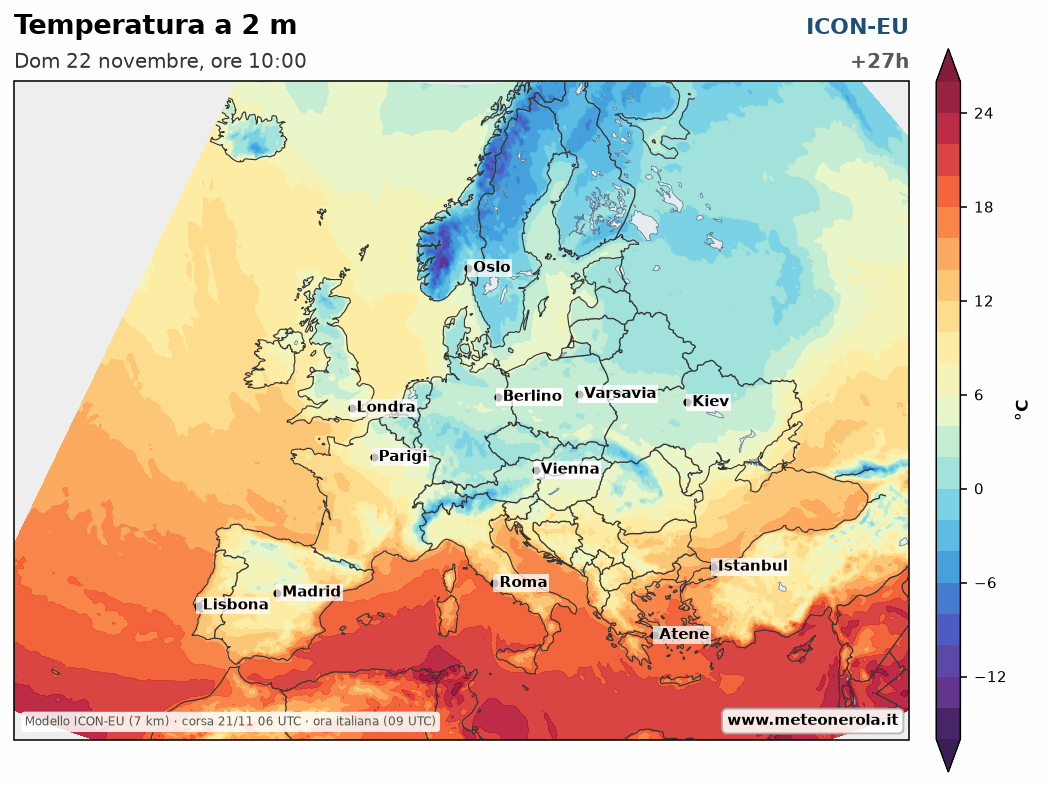 Temperatura a 2 m
ICON-EU
Dom 22 novembre, ore 10:00
+27h
24
18
12
6
0
−6
−12
°C
Oslo
Londra
Berlino
Varsavia
Kiev
Parigi
Vienna
Istanbul
Roma
Madrid
Lisbona
Atene
Modello ICON-EU (7 km) · corsa 21/11 06 UTC · ora italiana (09 UTC)
www.meteonerola.it